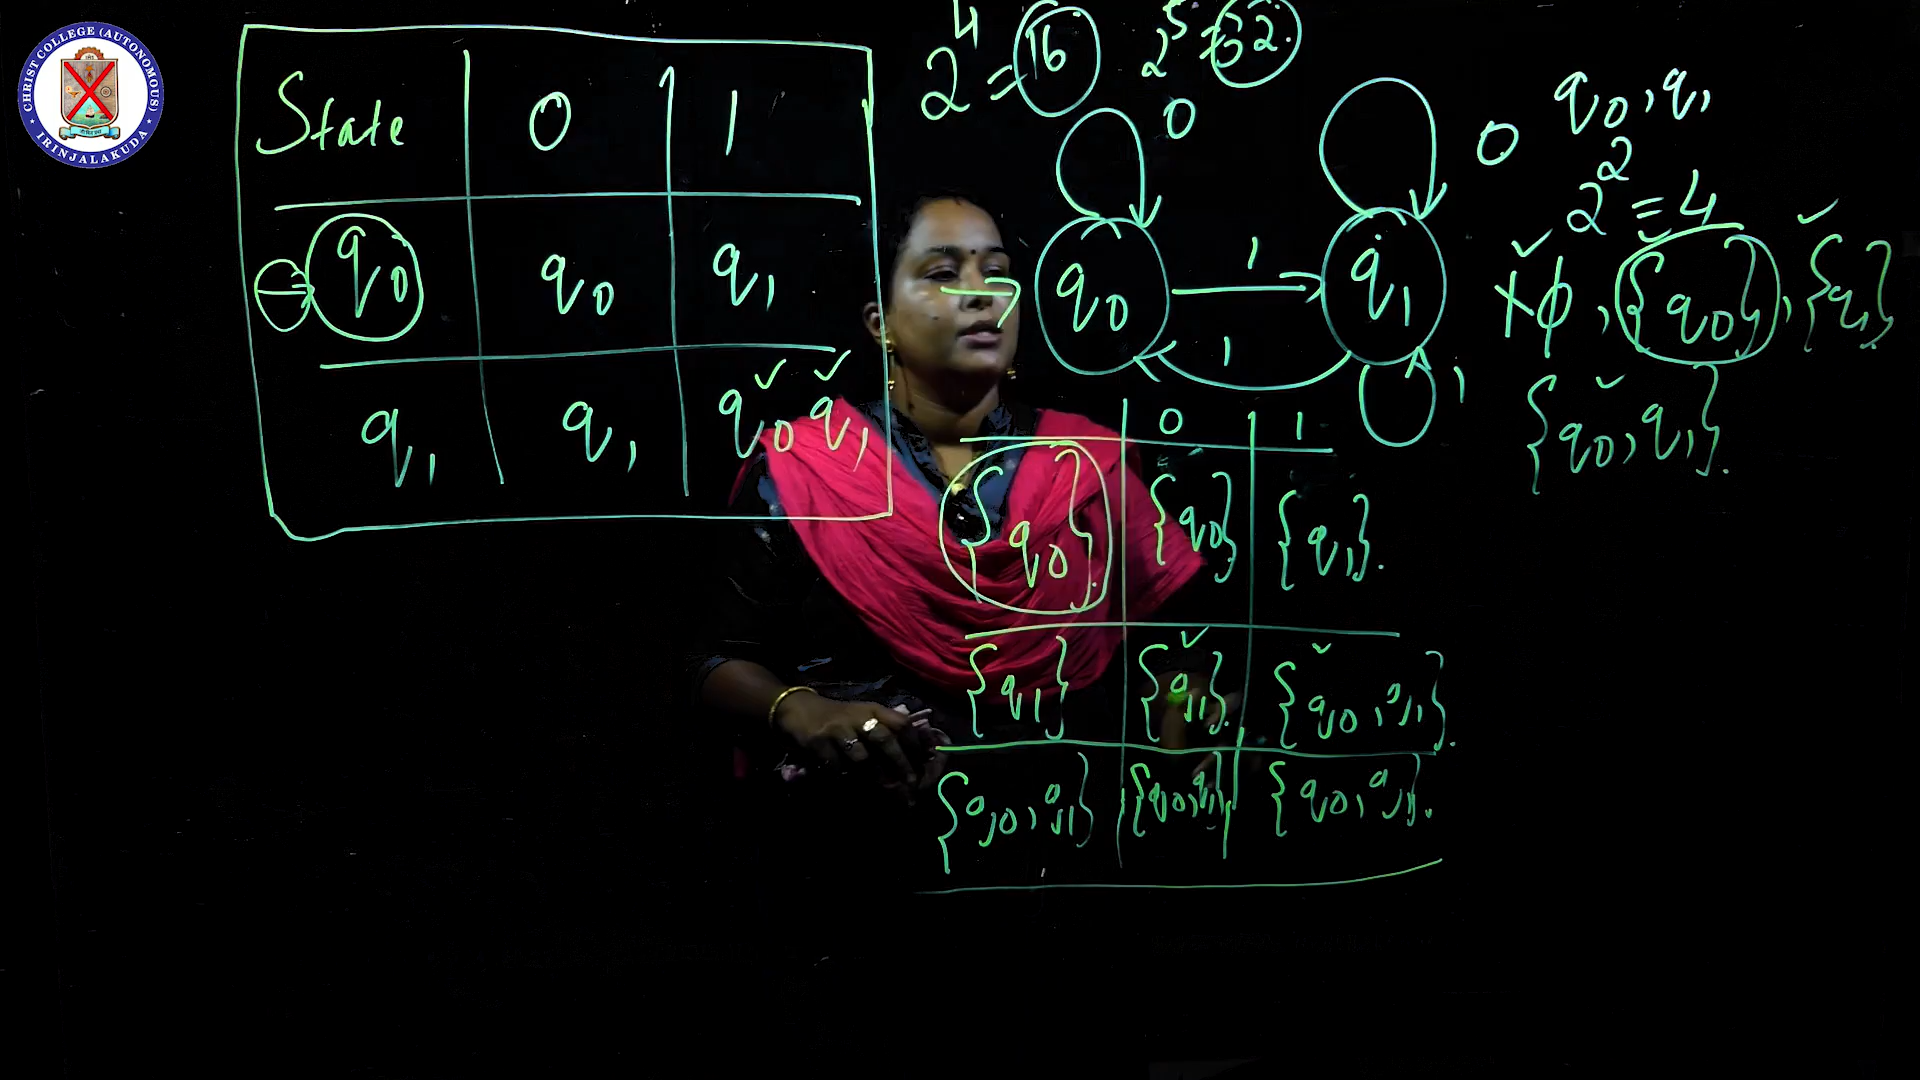 CHRIST COLLEGE (AUTONOMOUS)
IRINJALAKUDA
State 0 1
q0 q0 q1
q1 q1 q0 q1
2^4 = 16 2^5 = 32.
0
0
q0 1 q1
1
1
q0, q1
2^2 = 4
× φ, {q0}, {q1}
{q0, q1}.
0 1
{q0} {q0} {q1}.
{q1} {q1}. {q0, q1}.
{q0, q1} {q0, q1} {q0, q1}.